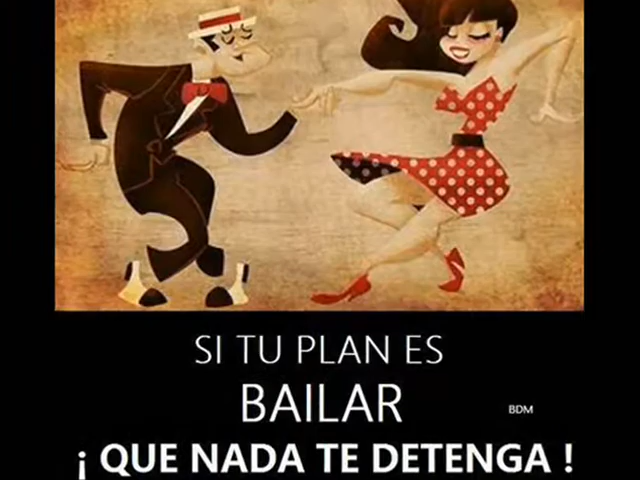 SI TU PLAN ES
BAILAR
BDM
¡ QUE NADA TE DETENGA !